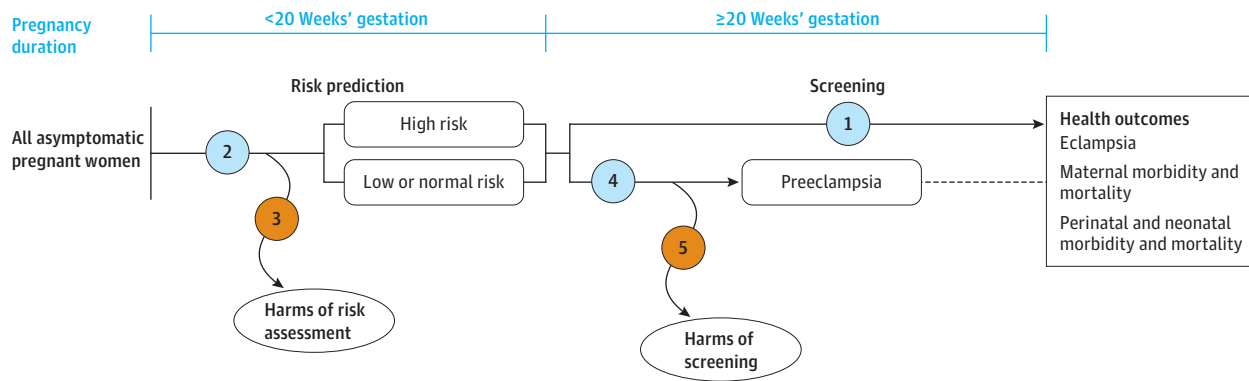 Pregnancy
duration
<20 Weeks’ gestation
≥20 Weeks’ gestation
Risk prediction
Screening
All asymptomatic
pregnant women
2
High risk
Low or normal risk
3
Harms of risk
assessment
1
4
Preeclampsia
5
Harms of
screening
Health outcomes
Eclampsia
Maternal morbidity and
mortality
Perinatal and neonatal
morbidity and mortality